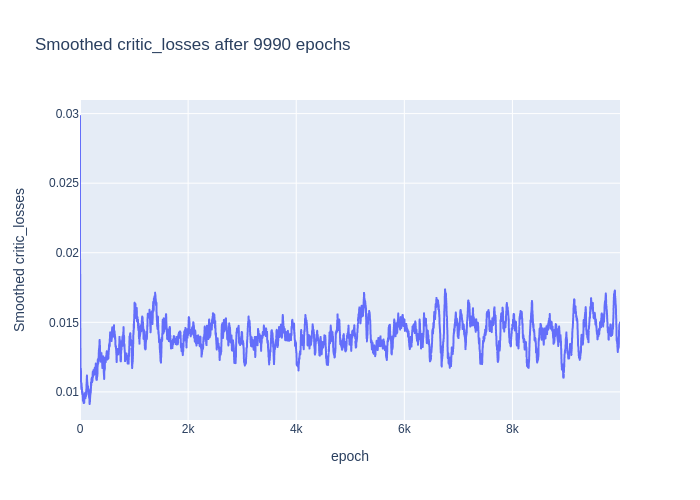 Smoothed critic_losses after 9990 epochs
0.03
0.025
0.02
0.015
0.01
Smoothed critic_losses
0
2k
4k
6k
8k
epoch